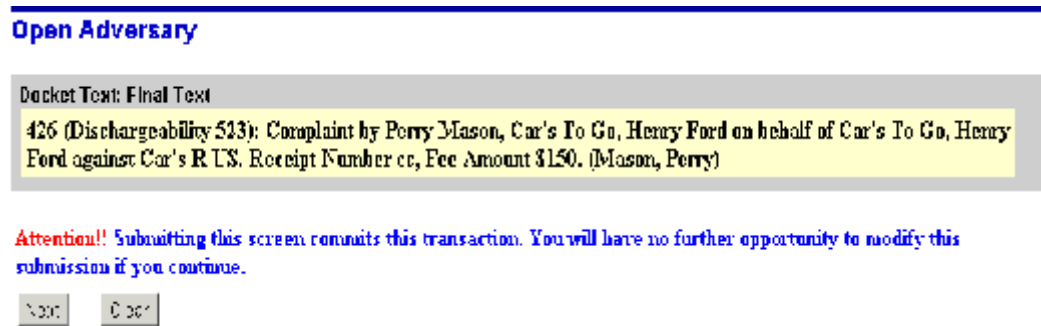 Open Adversary
Docket Text: Final Text
426 (Dischargeability 523): Complaint by Perry Mason, Car's To Go, Henry Ford on behalf of Car's To Go, Henry
Ford against Car's R US. Receipt Number cc, Fee Amount $150. (Mason, Perry)
Attention!! Submitting this screen commits this transaction. You will have no further opportunity to modify this
submission if you continue.
Next Clear